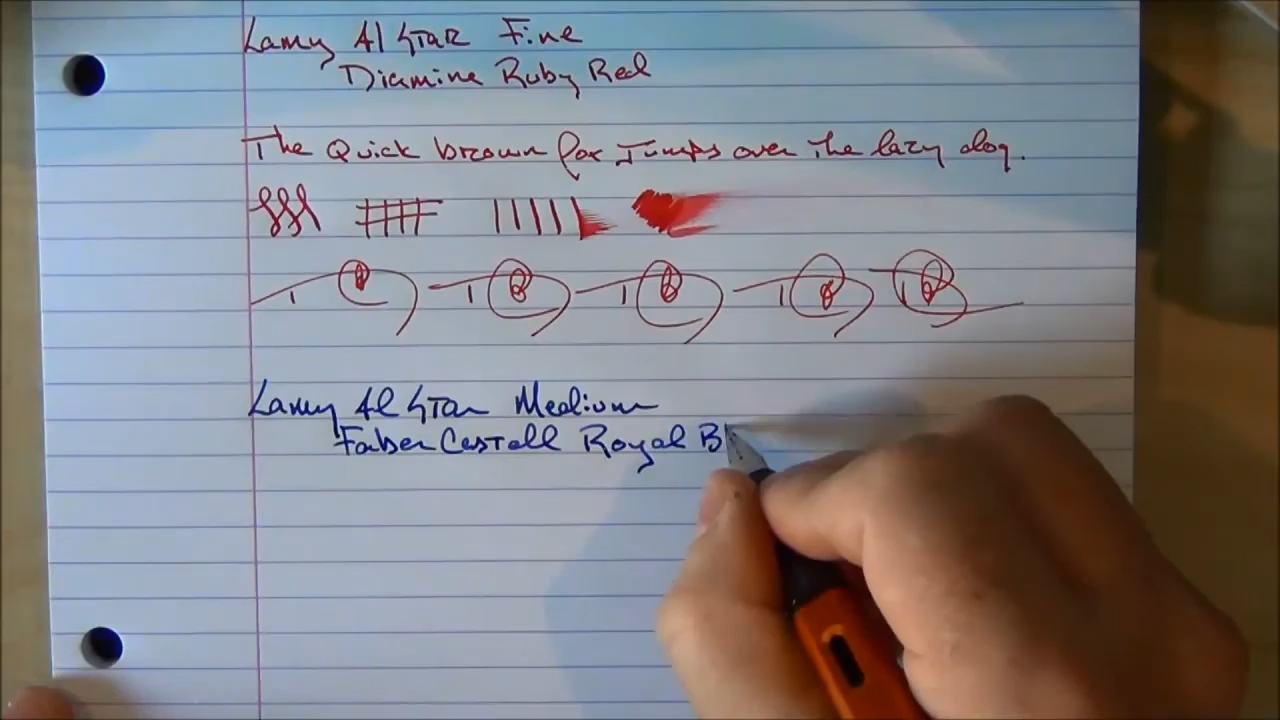 Lamy Al Star Fine
Diamine Ruby Red
The Quick brown fox Jumps over The lazy dog.
Lamy Al Star Medium
Faber Castell Royal Bl